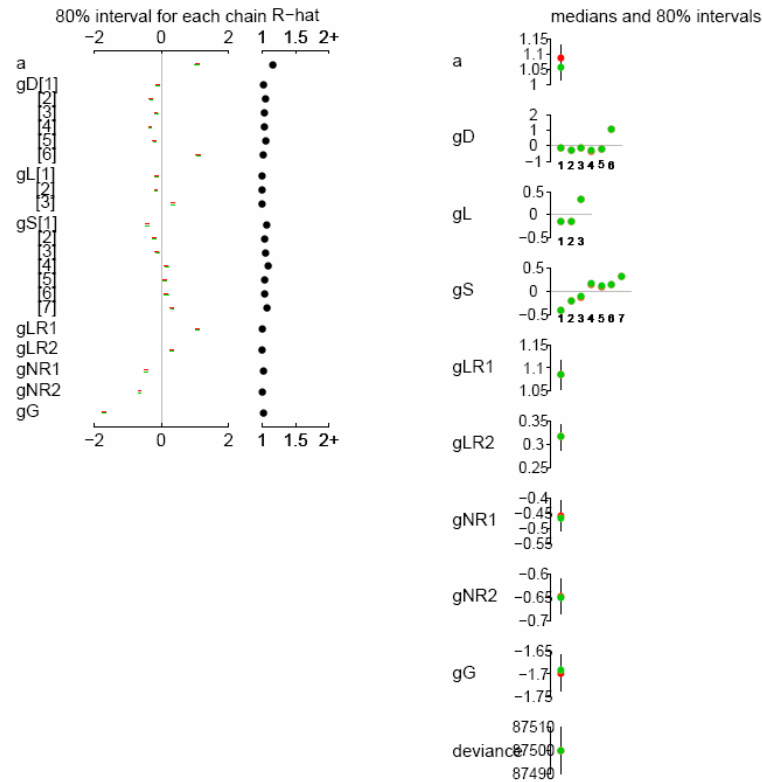 80% interval for each chain R-hat
−2 0 2 1 1.5 2+
a
gD[1]
[2]
[3]
[4]
[5]
[6]
gL[1]
[2]
[3]
gS[1]
[2]
[3]
[4]
[5]
[6]
[7]
gLR1
gLR2
gNR1
gNR2
gG
−2 0 2 1 1.5 2+
medians and 80% intervals
a
1.15
1.1
1.05
1
gD
2
1
0
−1
1 2 3 4 5 6
gL
0.5
0
−0.5
1 2 3
gS
0.5
0
−0.5
1 2 3 4 5 6 7
gLR1
1.15
1.1
1.05
gLR2
0.35
0.3
0.25
gNR1
−0.4
−0.45
−0.5
−0.55
gNR2
−0.6
−0.65
−0.7
gG
−1.65
−1.7
−1.75
deviance
87510
87500
87490